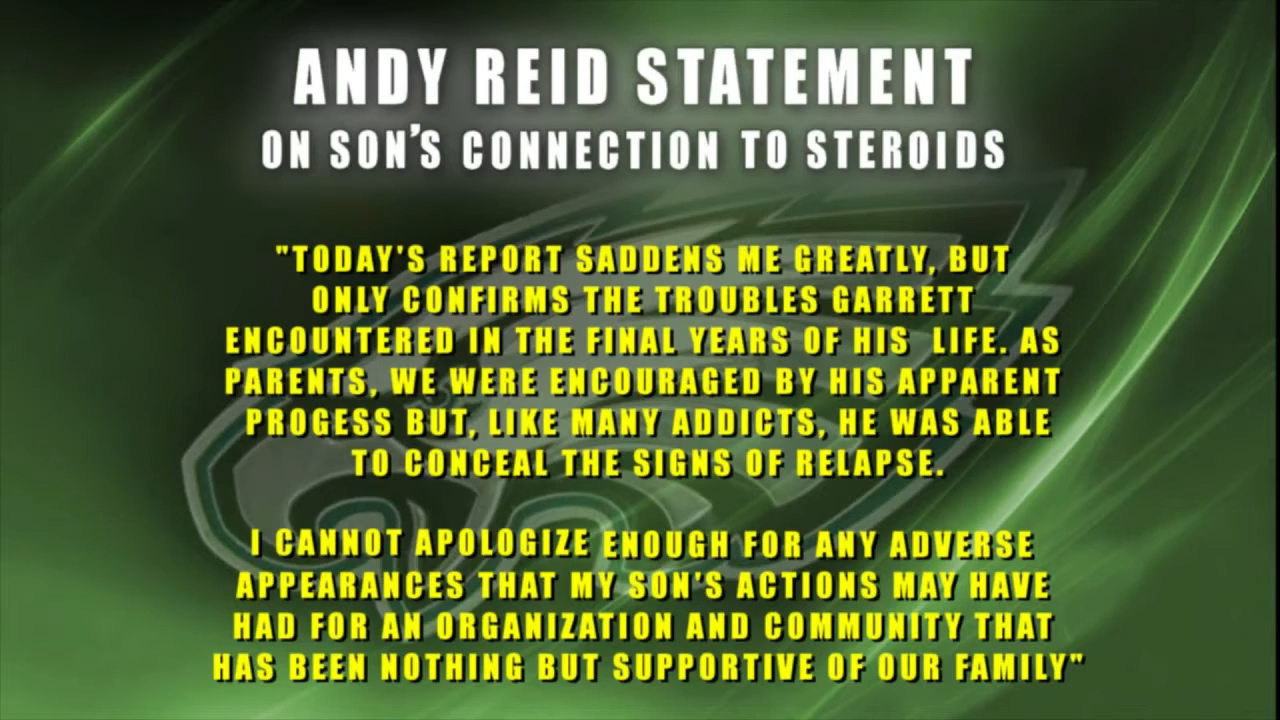 ANDY REID STATEMENT
ON SON'S CONNECTION TO STEROIDS
"TODAY'S REPORT SADDENS ME GREATLY, BUT
ONLY CONFIRMS THE TROUBLES GARRETT
ENCOUNTERED IN THE FINAL YEARS OF HIS  LIFE. AS
PARENTS, WE WERE ENCOURAGED BY HIS APPARENT
PROGESS BUT, LIKE MANY ADDICTS, HE WAS ABLE
TO CONCEAL THE SIGNS OF RELAPSE.
I CANNOT APOLOGIZE ENOUGH FOR ANY ADVERSE
APPEARANCES THAT MY SON'S ACTIONS MAY HAVE
HAD FOR AN ORGANIZATION AND COMMUNITY THAT
HAS BEEN NOTHING BUT SUPPORTIVE OF OUR FAMILY"